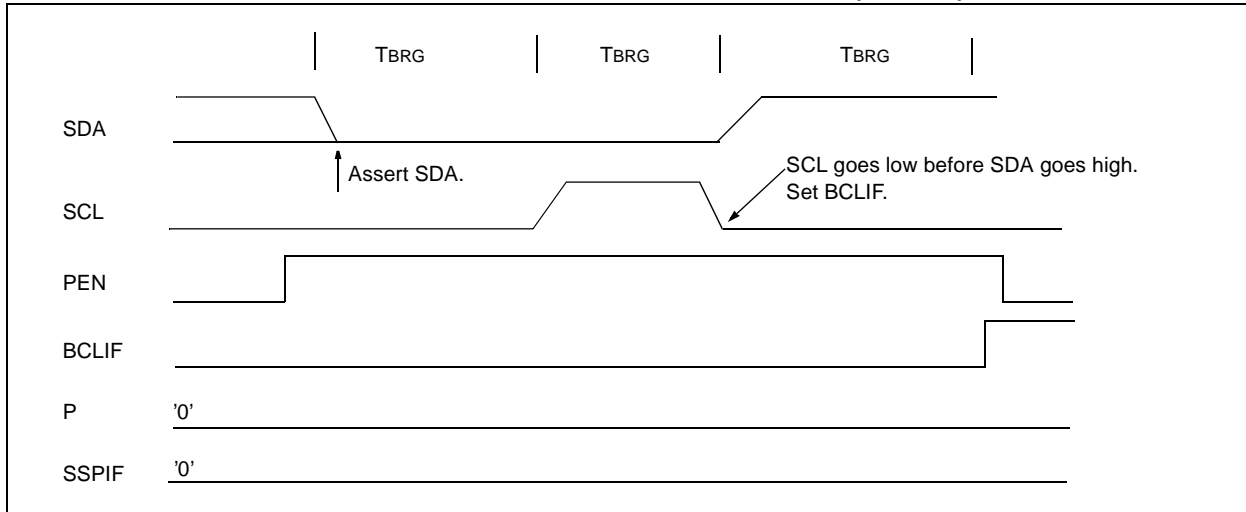 TBRG TBRG TBRG
SDA
Assert SDA.
SCL goes low before SDA goes high.
Set BCLIF.
SCL
PEN
BCLIF
P '0'
SSPIF '0'